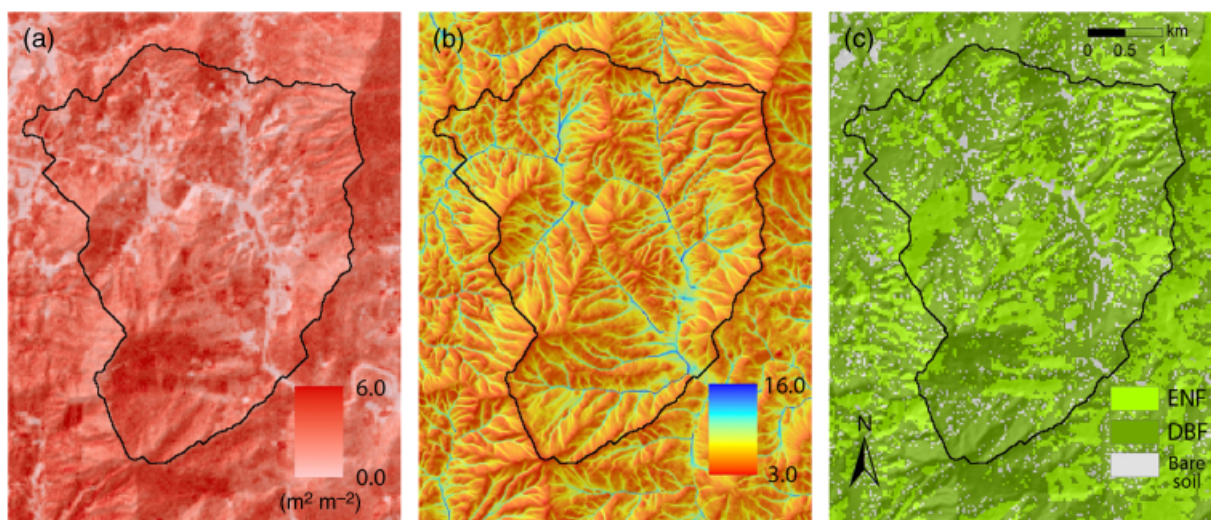 (a)
6.0
0.0
(m² m⁻²)
(b)
16.0
3.0
(c)
km
0 0.5 1
N
ENF
DBF
Bare
soil